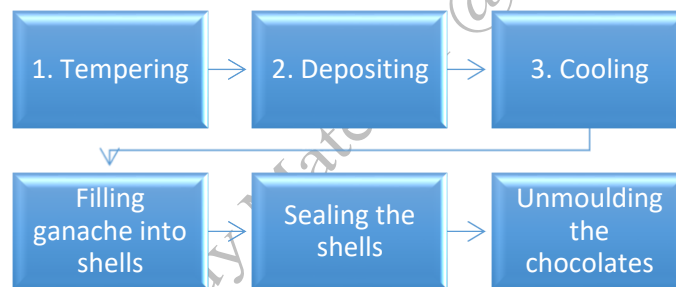 1. Tempering
2. Depositing
3. Cooling
Filling
ganache into
shells
Sealing the
shells
Unmoulding
the
chocolates